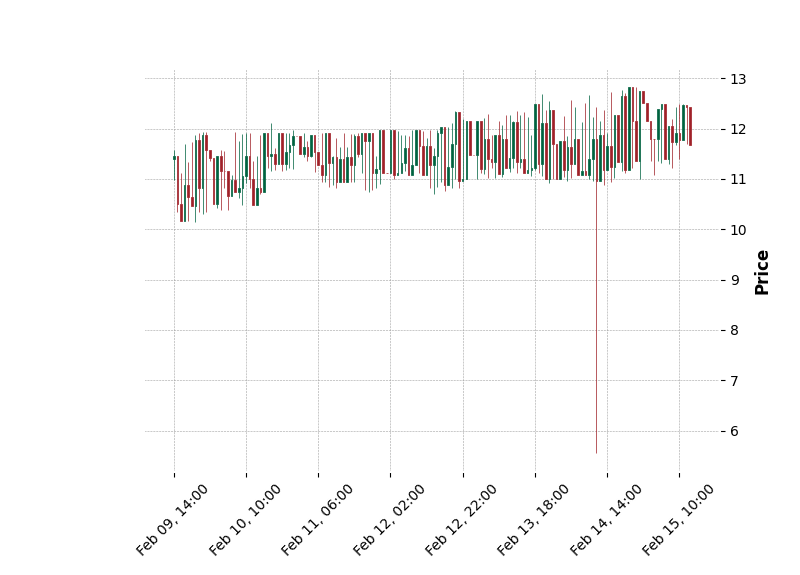 13
12
11
10
9
8
7
6
Price
Feb 09, 14:00
Feb 10, 10:00
Feb 11, 06:00
Feb 12, 02:00
Feb 12, 22:00
Feb 13, 18:00
Feb 14, 14:00
Feb 15, 10:00